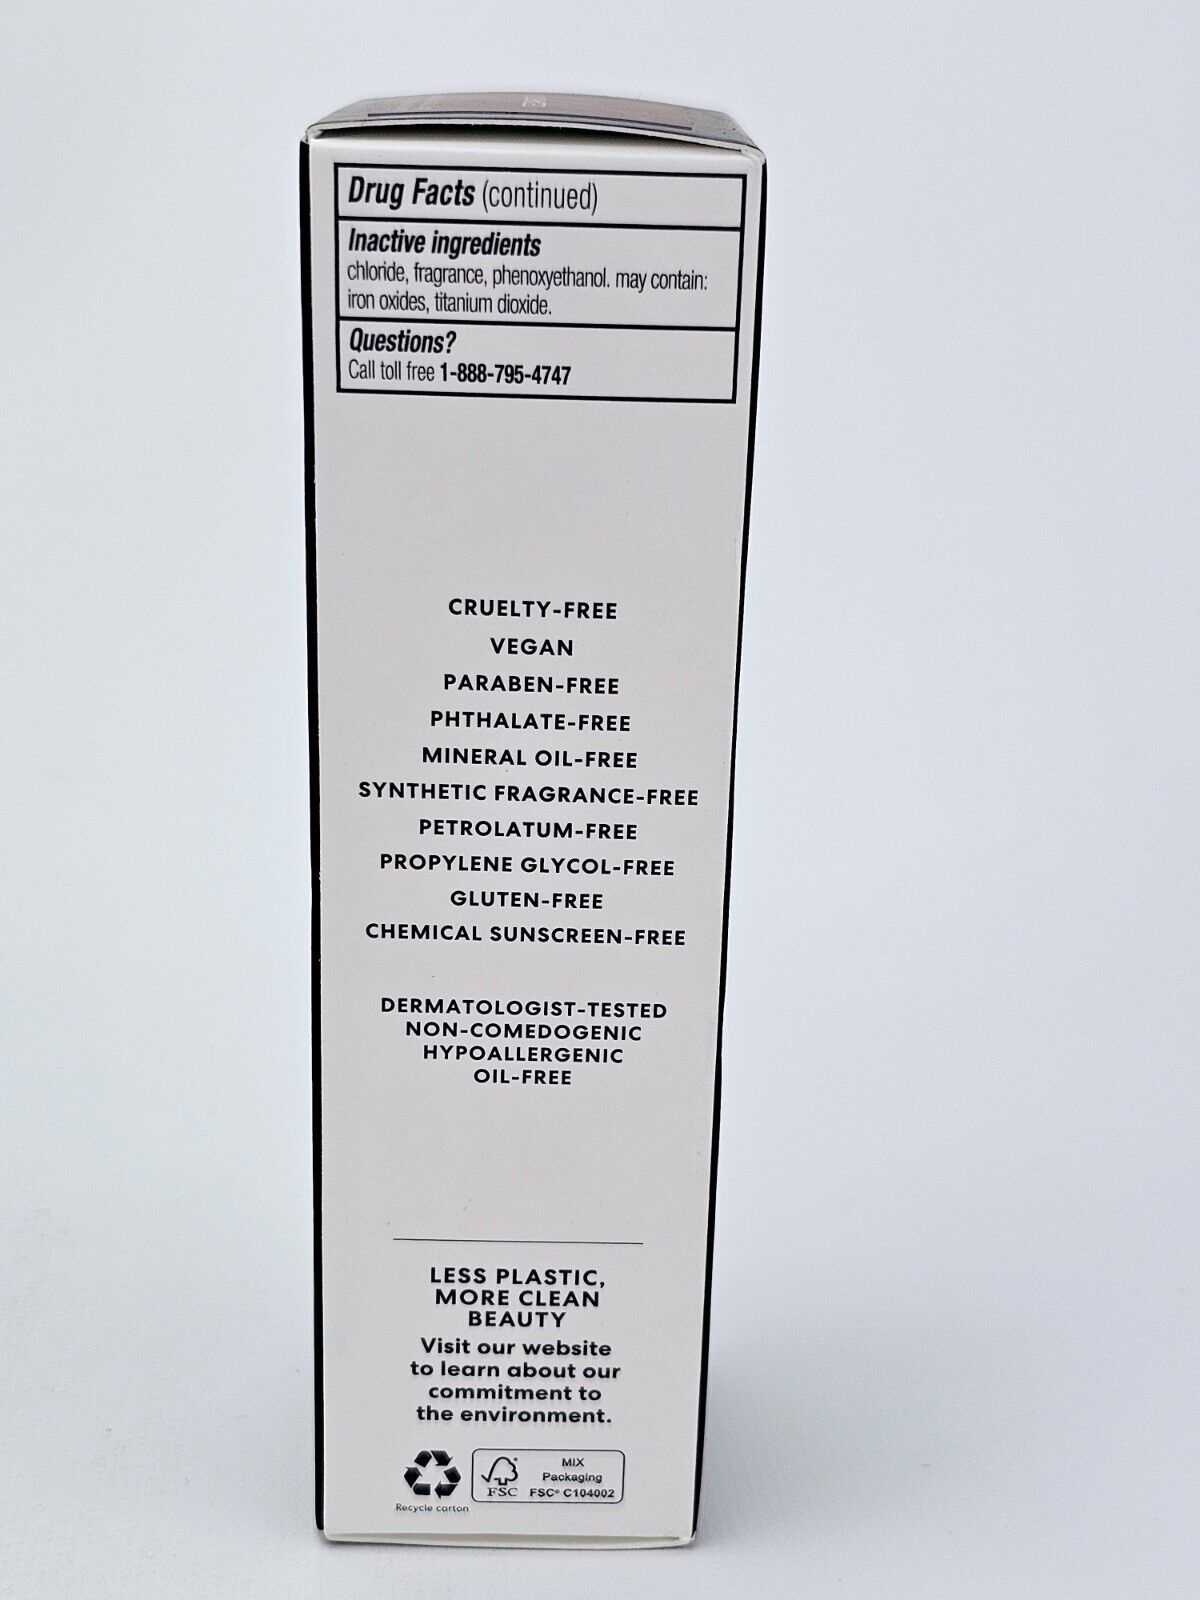 Drug Facts (continued)
Inactive ingredients
chloride, fragrance, phenoxyethanol. may contain:
iron oxides, titanium dioxide.
Questions?
Call toll free 1-888-795-4747
CRUELTY-FREE
VEGAN
PARABEN-FREE
PHTHALATE-FREE
MINERAL OIL-FREE
SYNTHETIC FRAGRANCE-FREE
PETROLATUM-FREE
PROPYLENE GLYCOL-FREE
GLUTEN-FREE
CHEMICAL SUNSCREEN-FREE
DERMATOLOGIST-TESTED
NON-COMEDOGENIC
HYPOALLERGENIC
OIL-FREE
LESS PLASTIC,
MORE CLEAN
BEAUTY
Visit our website
to learn about our
commitment to
the environment.
Recycle carton
FSC
MIX
Packaging
FSC® C104002